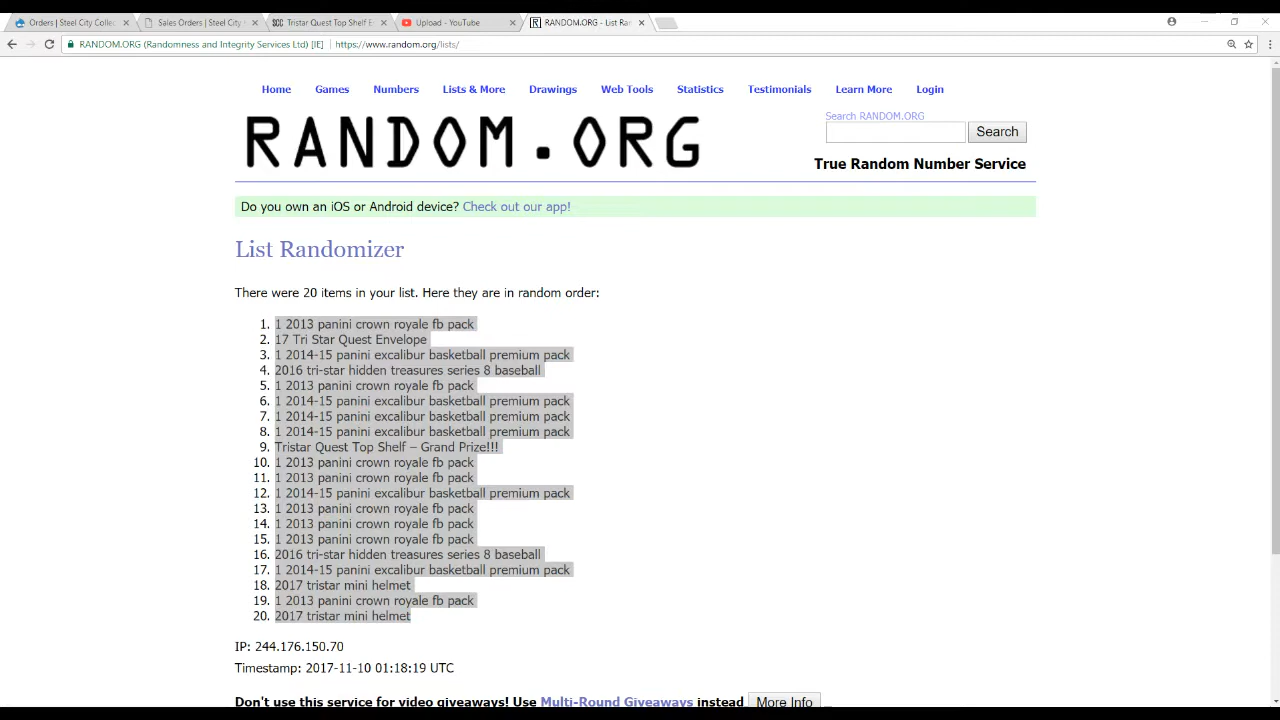 Orders | Steel City Collec
Sales Orders | Steel City
Tristar Quest Top Shelf E
Upload - YouTube
RANDOM.ORG - List Ran
RANDOM.ORG (Randomness and Integrity Services Ltd) [IE] https://www.random.org/lists/
Home Games Numbers Lists & More Drawings Web Tools Statistics Testimonials Learn More Login
RANDOM.ORG
Search RANDOM.ORG
Search
True Random Number Service
Do you own an iOS or Android device? Check out our app!
List Randomizer
There were 20 items in your list. Here they are in random order:
1. 1 2013 panini crown royale fb pack
2. 17 Tri Star Quest Envelope
3. 1 2014-15 panini excalibur basketball premium pack
4. 2016 tri-star hidden treasures series 8 baseball
5. 1 2013 panini crown royale fb pack
6. 1 2014-15 panini excalibur basketball premium pack
7. 1 2014-15 panini excalibur basketball premium pack
8. 1 2014-15 panini excalibur basketball premium pack
9. Tristar Quest Top Shelf – Grand Prize!!!
10. 1 2013 panini crown royale fb pack
11. 1 2013 panini crown royale fb pack
12. 1 2014-15 panini excalibur basketball premium pack
13. 1 2013 panini crown royale fb pack
14. 1 2013 panini crown royale fb pack
15. 1 2013 panini crown royale fb pack
16. 2016 tri-star hidden treasures series 8 baseball
17. 1 2014-15 panini excalibur basketball premium pack
18. 2017 tristar mini helmet
19. 1 2013 panini crown royale fb pack
20. 2017 tristar mini helmet
IP: 244.176.150.70
Timestamp: 2017-11-10 01:18:19 UTC
Don't use this service for video giveaways! Use Multi-Round Giveaways instead More Info